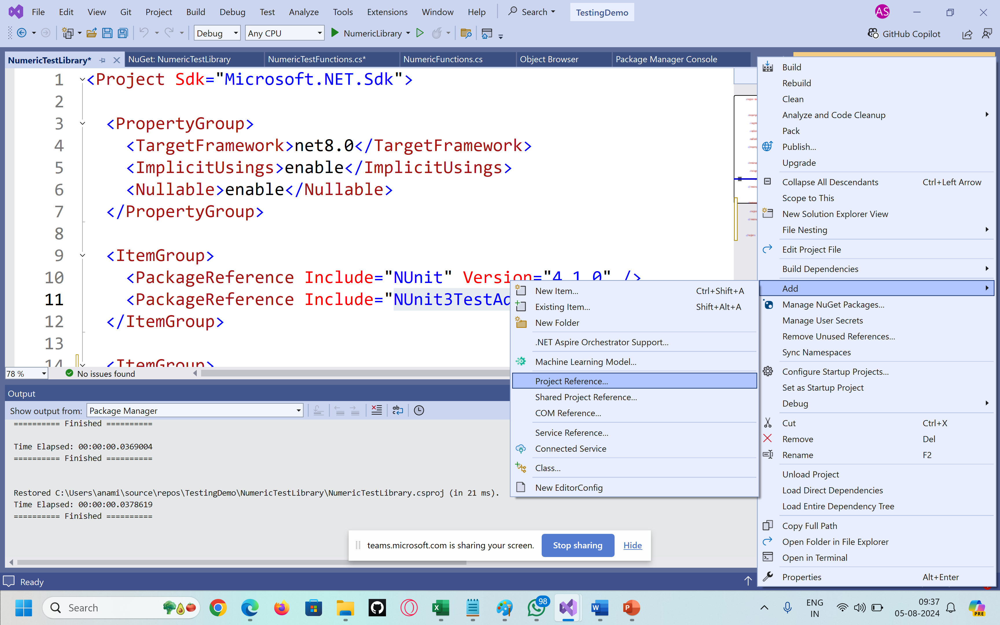 File Edit View Git Project Build Debug Test Analyze Tools Extensions Window Help Search TestingDemo AS
Debug Any CPU NumericLibrary GitHub Copilot
NumericTestLibrary* NuGet: NumericTestLibrary NumericTestFunctions.cs* NumericFunctions.cs Object Browser Package Manager Console
1 <Project Sdk="Microsoft.NET.Sdk">
2
3 <PropertyGroup>
4 <TargetFramework>net8.0</TargetFramework>
5 <ImplicitUsings>enable</ImplicitUsings>
6 <Nullable>enable</Nullable>
7 </PropertyGroup>
8
9 <ItemGroup>
10 <PackageReference Include="NUnit" Version="4.1.0" />
11 <PackageReference Include="NUnit3TestAd
12 </ItemGroup>
13
14 <ItemGroup>
78 % No issues found
Output
Show output from: Package Manager
========== Finished ==========
Time Elapsed: 00:00:00.0369004
========== Finished ==========
Restored C:\Users\anami\source\repos\TestingDemo\NumericTestLibrary\NumericTestLibrary.csproj (in 21 ms).
Time Elapsed: 00:00:00.0378619
========== Finished ==========
New Item... Ctrl+Shift+A
Existing Item... Shift+Alt+A
New Folder
.NET Aspire Orchestrator Support...
Machine Learning Model...
Project Reference...
Shared Project Reference...
COM Reference...
Service Reference...
Connected Service
Class...
New EditorConfig
Build
Rebuild
Clean
Analyze and Code Cleanup
Pack
Publish...
Upgrade
Collapse All Descendants Ctrl+Left Arrow
Scope to This
New Solution Explorer View
File Nesting
Edit Project File
Build Dependencies
Add
Manage NuGet Packages...
Manage User Secrets
Remove Unused References...
Sync Namespaces
Configure Startup Projects...
Set as Startup Project
Debug
Cut Ctrl+X
Remove Del
Rename F2
Unload Project
Load Direct Dependencies
Load Entire Dependency Tree
Copy Full Path
Open Folder in File Explorer
Open in Terminal
Properties Alt+Enter
teams.microsoft.com is sharing your screen. Stop sharing Hide
Ready
Search 98 ENG IN 09:37 05-08-2024 PRE